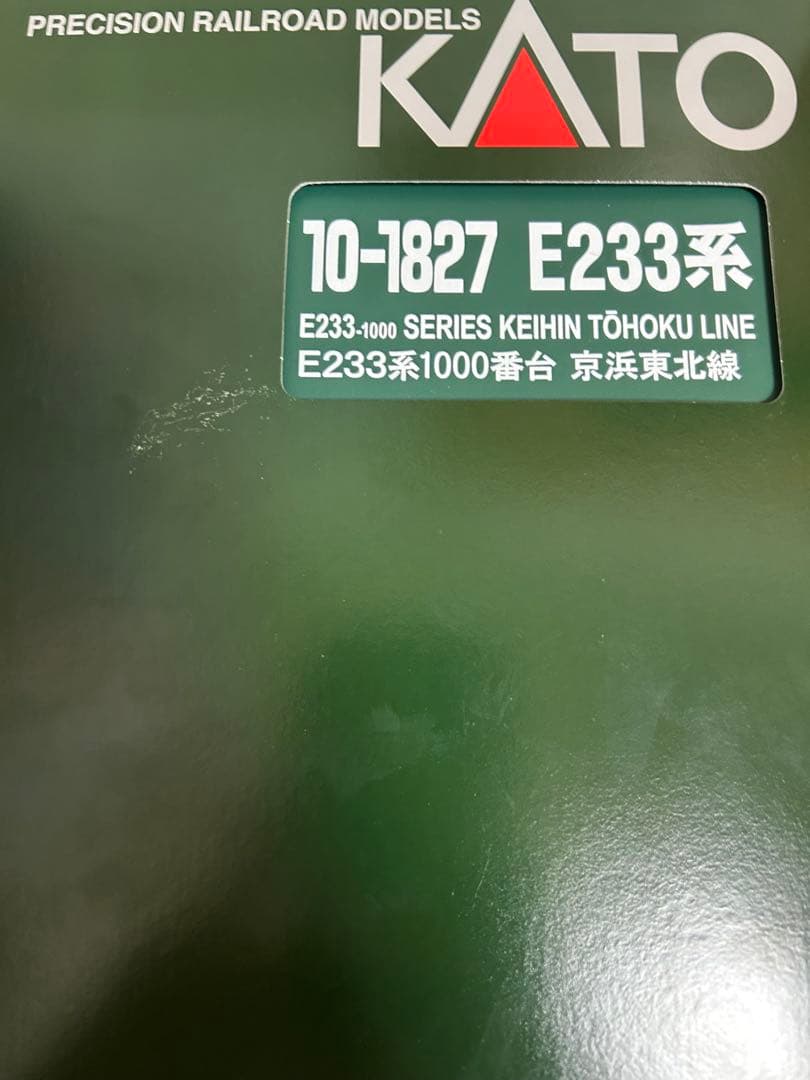 PRECISION RAILROAD MODELS
KATO
10-1827 E233系
E233-1000 SERIES KEIHIN TŌHOKU LINE
E233系1000番台 京浜東北線